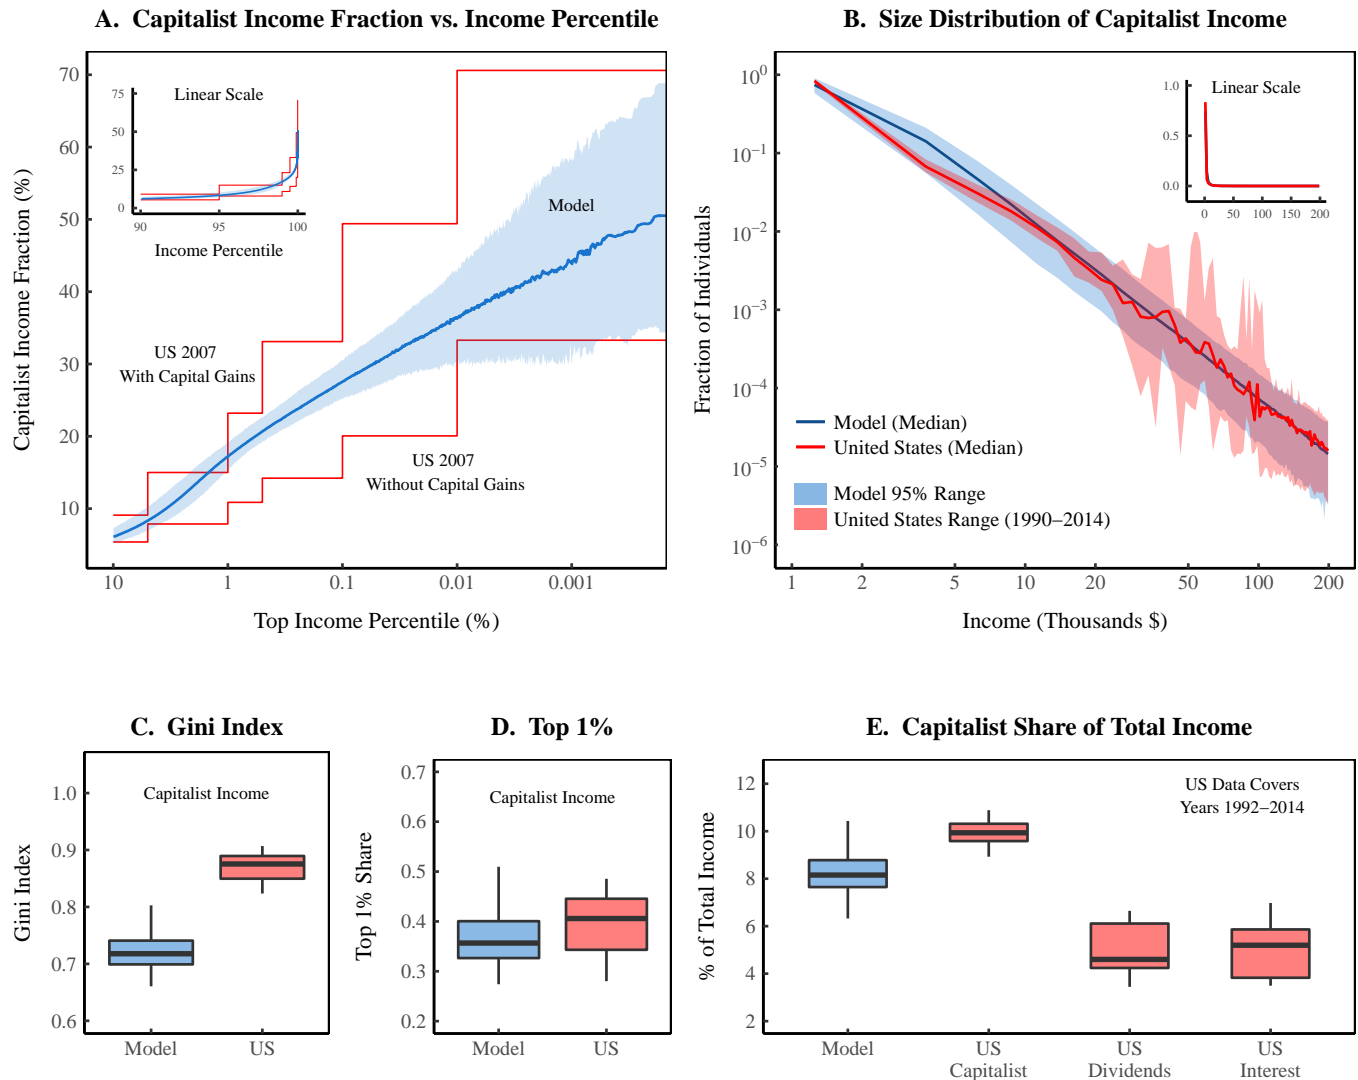 A. Capitalist Income Fraction vs. Income Percentile
Capitalist Income Fraction (%)
70
60
50
40
30
20
10
75
50
25
0
Linear Scale
90
95
100
Income Percentile
Model
US 2007
With Capital Gains
US 2007
Without Capital Gains
10
1
0.1
0.01
0.001
Top Income Percentile (%)
B. Size Distribution of Capitalist Income
Fraction of Individuals
10⁰
10⁻¹
10⁻²
10⁻³
10⁻⁴
10⁻⁵
10⁻⁶
1.0
0.5
0.0
Linear Scale
0
50
100
150
200
Model (Median)
United States (Median)
Model 95% Range
United States Range (1990−2014)
1
2
5
10
20
50
100
200
Income (Thousands $)
C. Gini Index
Gini Index
1.0
0.9
0.8
0.7
0.6
Capitalist Income
Model
US
D. Top 1%
Top 1% Share
0.7
0.6
0.5
0.4
0.3
0.2
Capitalist Income
Model
US
E. Capitalist Share of Total Income
% of Total Income
12
10
8
6
4
2
US Data Covers
Years 1992−2014
Model
US
Capitalist
US
Dividends
US
Interest